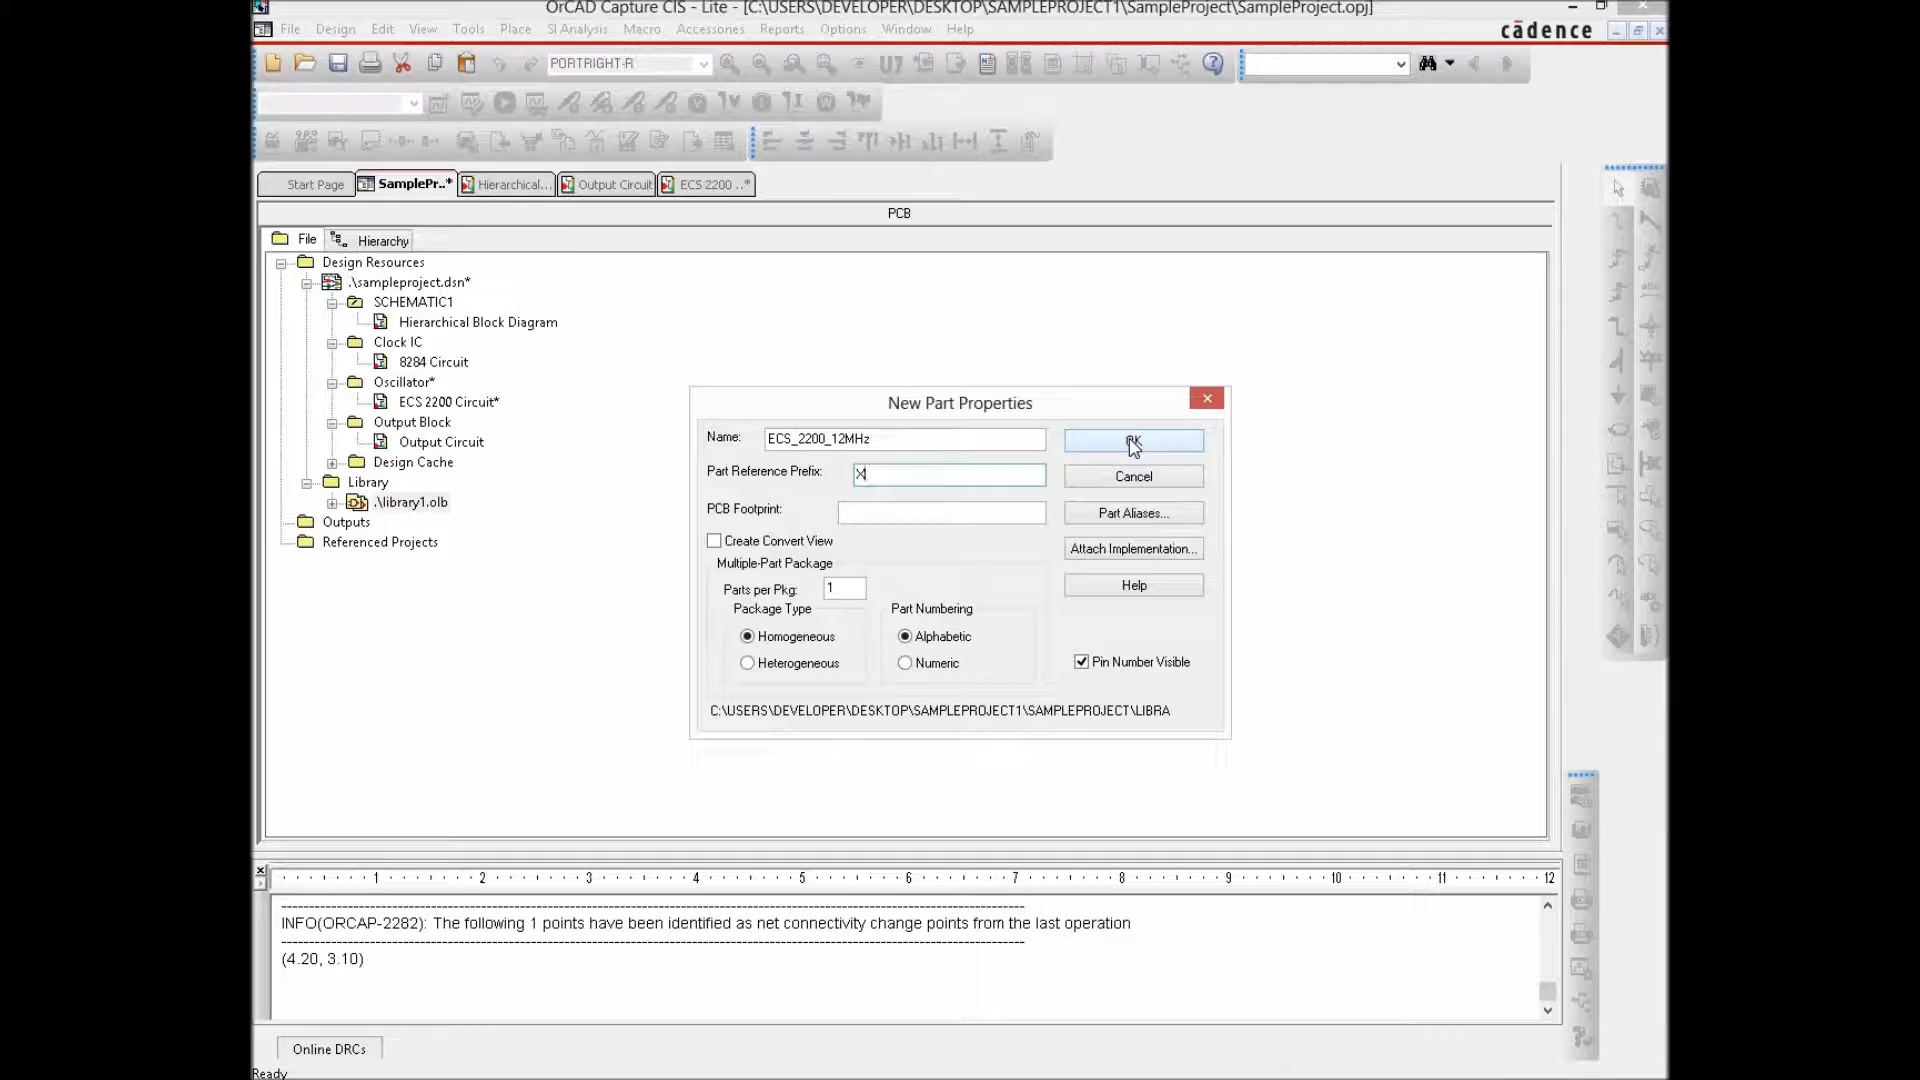 OrCAD Capture CIS - Lite - [C:\USERS\DEVELOPER\DESKTOP\SAMPLEPROJECT1\SampleProject\SampleProject.opj]
File Design Edit View Tools Place SI Analysis Macro Accessories Reports Options Window Help
cādence
PORTRIGHT-R
Start Page
SamplePr..*
Hierarchical...
Output Circuit
ECS 2200 ..*
PCB
File
Hierarchy
Design Resources
.\sampleproject.dsn*
SCHEMATIC1
Hierarchical Block Diagram
Clock IC
8284 Circuit
Oscillator*
ECS 2200 Circuit*
Output Block
Output Circuit
Design Cache
Library
.\library1.olb
Outputs
Referenced Projects
New Part Properties
Name: ECS_2200_12MHz
OK
Part Reference Prefix: X
Cancel
PCB Footprint:
Part Aliases...
Create Convert View
Attach Implementation...
Multiple-Part Package
Parts per Pkg: 1
Help
Package Type
Part Numbering
Homogeneous
Alphabetic
Heterogeneous
Numeric
Pin Number Visible
C:\USERS\DEVELOPER\DESKTOP\SAMPLEPROJECT1\SAMPLEPROJECT\LIBRA
1 2 3 4 5 6 7 8 9 10 11 12
INFO(ORCAP-2282): The following 1 points have been identified as net connectivity change points from the last operation
(4.20, 3.10)
Online DRCs
Ready